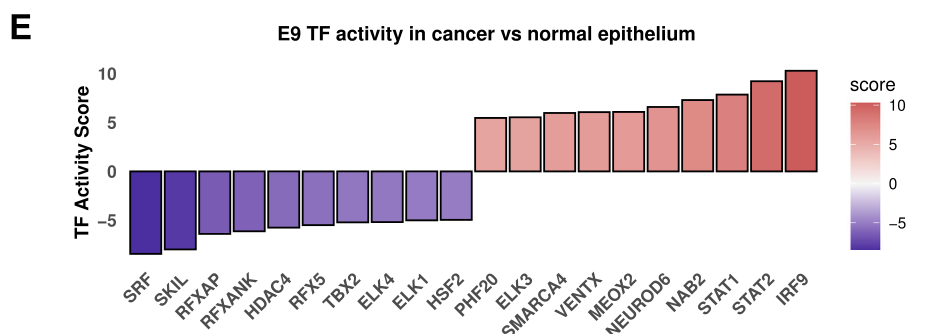 E
E9 TF activity in cancer vs normal epithelium
TF Activity Score
10
5
0
−5
SRF
SKIL
RFXAP
RFXANK
HDAC4
RFX5
TBX2
ELK4
ELK1
HSF2
PHF20
ELK3
SMARCA4
VENTX
MEOX2
NEUROD6
NAB2
STAT1
STAT2
IRF9
score
10
5
0
−5